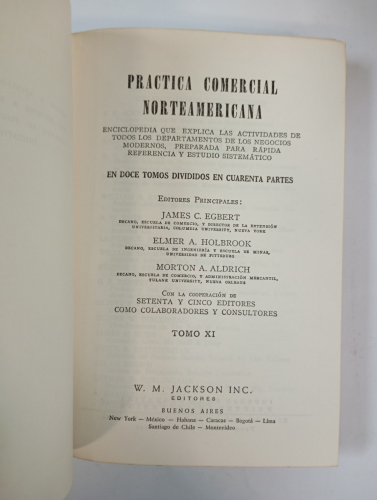 PRACTICA COMERCIAL
NORTEAMERICANA
ENCICLOPEDIA QUE EXPLICA LAS ACTIVIDADES DE
TODOS LOS DEPARTAMENTOS DE LOS NEGOCIOS
MODERNOS, PREPARADA PARA RÁPIDA
REFERENCIA Y ESTUDIO SISTEMÁTICO
EN DOCE TOMOS DIVIDIDOS EN CUARENTA PARTES
EDITORES PRINCIPALES:
JAMES C. EGBERT
DECANO, ESCUELA DE COMERCIO, Y DIRECTOR DE LA EXTENSIÓN
UNIVERSITARIA, COLUMBIA UNIVERSITY, NUEVA YORK
ELMER A. HOLBROOK
DECANO, ESCUELA DE INGENIERÍA Y ESCUELA DE MINAS,
UNIVERSIDAD DE PITTSBURG
MORTON A. ALDRICH
DECANO, ESCUELA DE COMERCIO, Y ADMINISTRACIÓN MERCANTIL,
TULANE UNIVERSITY, NUEVA ORLEANS
CON LA COOPERACIÓN DE
SETENTA Y CINCO EDITORES
COMO COLABORADORES Y CONSULTORES
TOMO XI
W. M. JACKSON INC.
EDITORES
BUENOS AIRES
New York — México — Habana — Caracas — Bogotá — Lima
Santiago de Chile — Montevideo